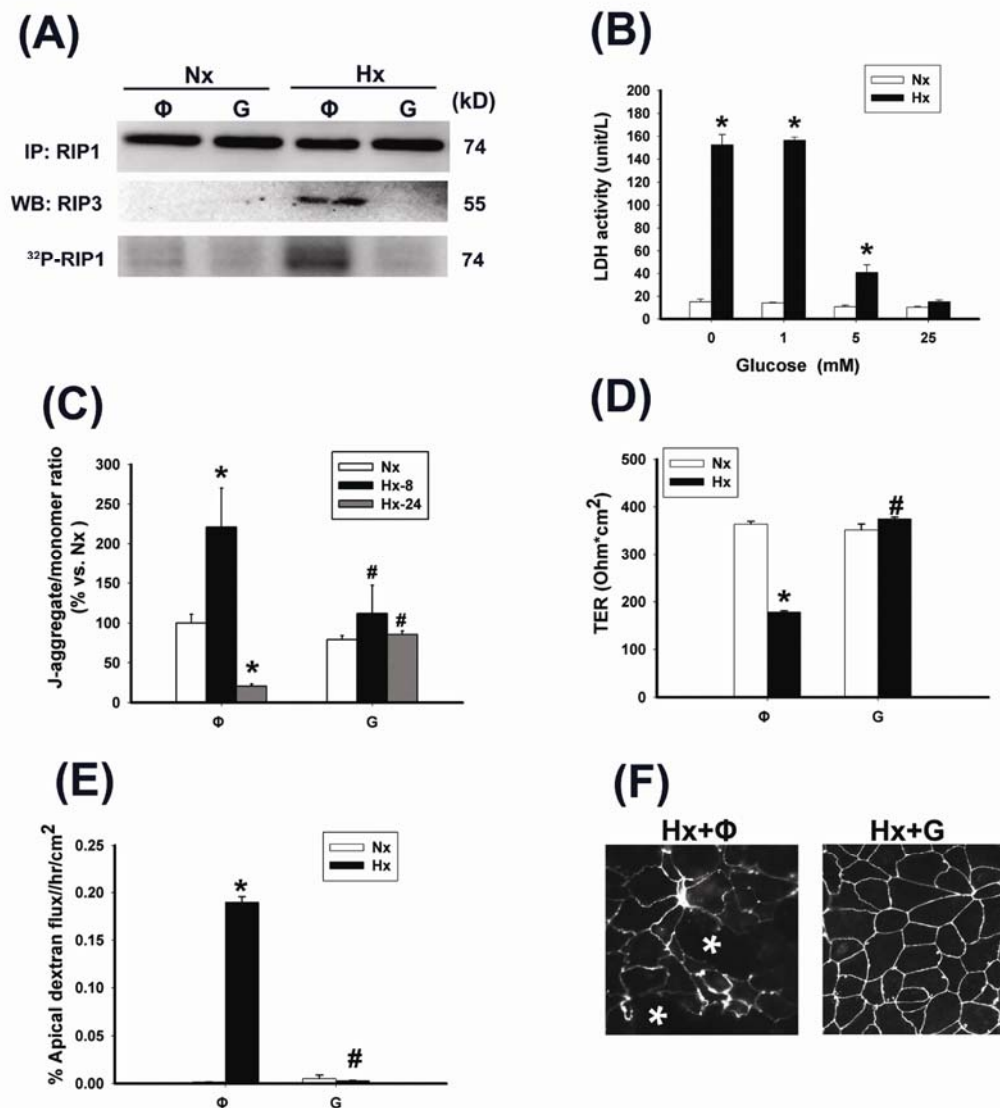 (A)
Nx Hx
Φ G Φ G (kD)
IP: RIP1 74
WB: RIP3 55
³²P-RIP1 74
(B)
Nx
Hx
LDH activity (unit/L)
200
180
160
140
120
100
80
60
40
20
0
* * *
0 1 5 25
Glucose (mM)
(C)
J-aggregate/monomer ratio
(% vs. Nx)
300
250
200
150
100
50
0
Nx
Hx-8
Hx-24
* * # #
Φ G
(D)
TER (Ohm*cm²)
500
400
300
200
100
0
Nx
Hx
* #
Φ G
(E)
% Apical dextran flux//hr/cm²
0.25
0.20
0.15
0.10
0.05
0.00
Nx
Hx
* #
Φ G
(F)
Hx+Φ Hx+G
*
*